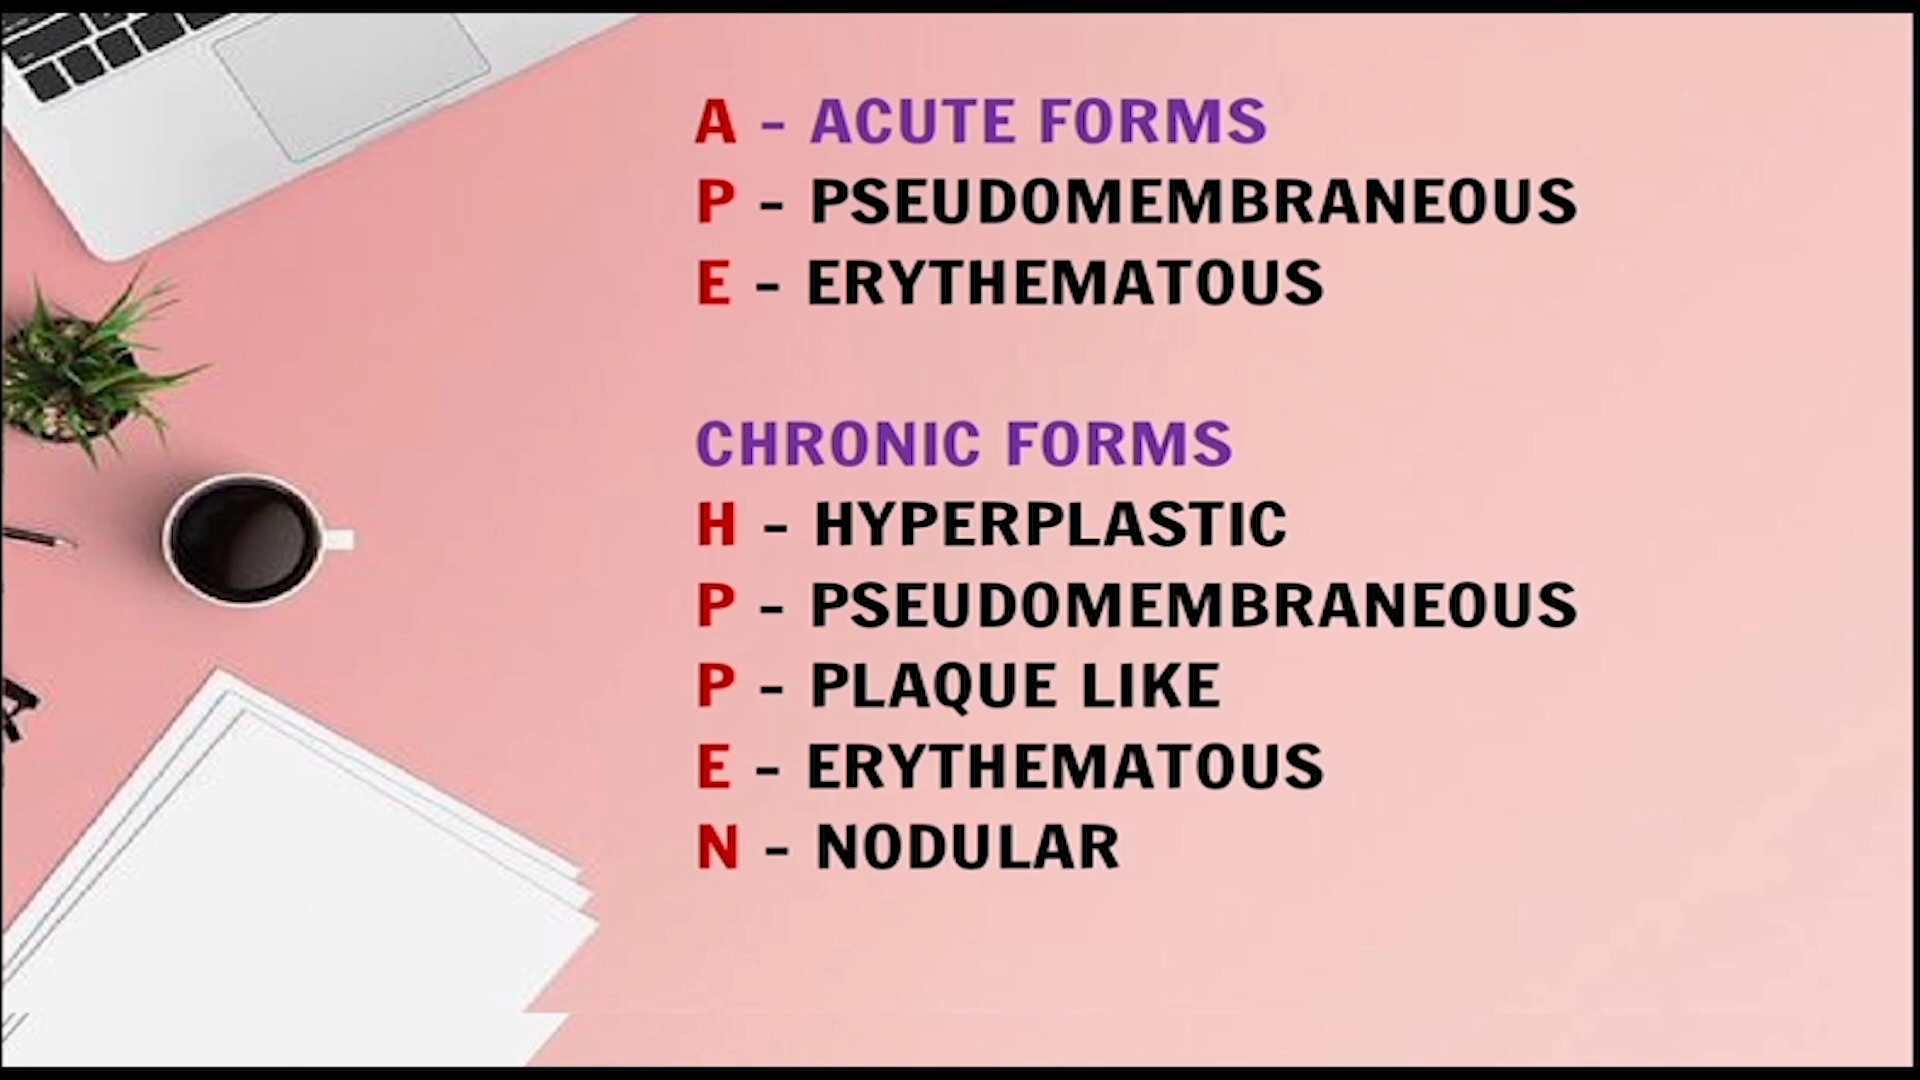 A - ACUTE FORMS
P - PSEUDOMEMBRANEOUS
E - ERYTHEMATOUS
CHRONIC FORMS
H - HYPERPLASTIC
P - PSEUDOMEMBRANEOUS
P - PLAQUE LIKE
E - ERYTHEMATOUS
N - NODULAR